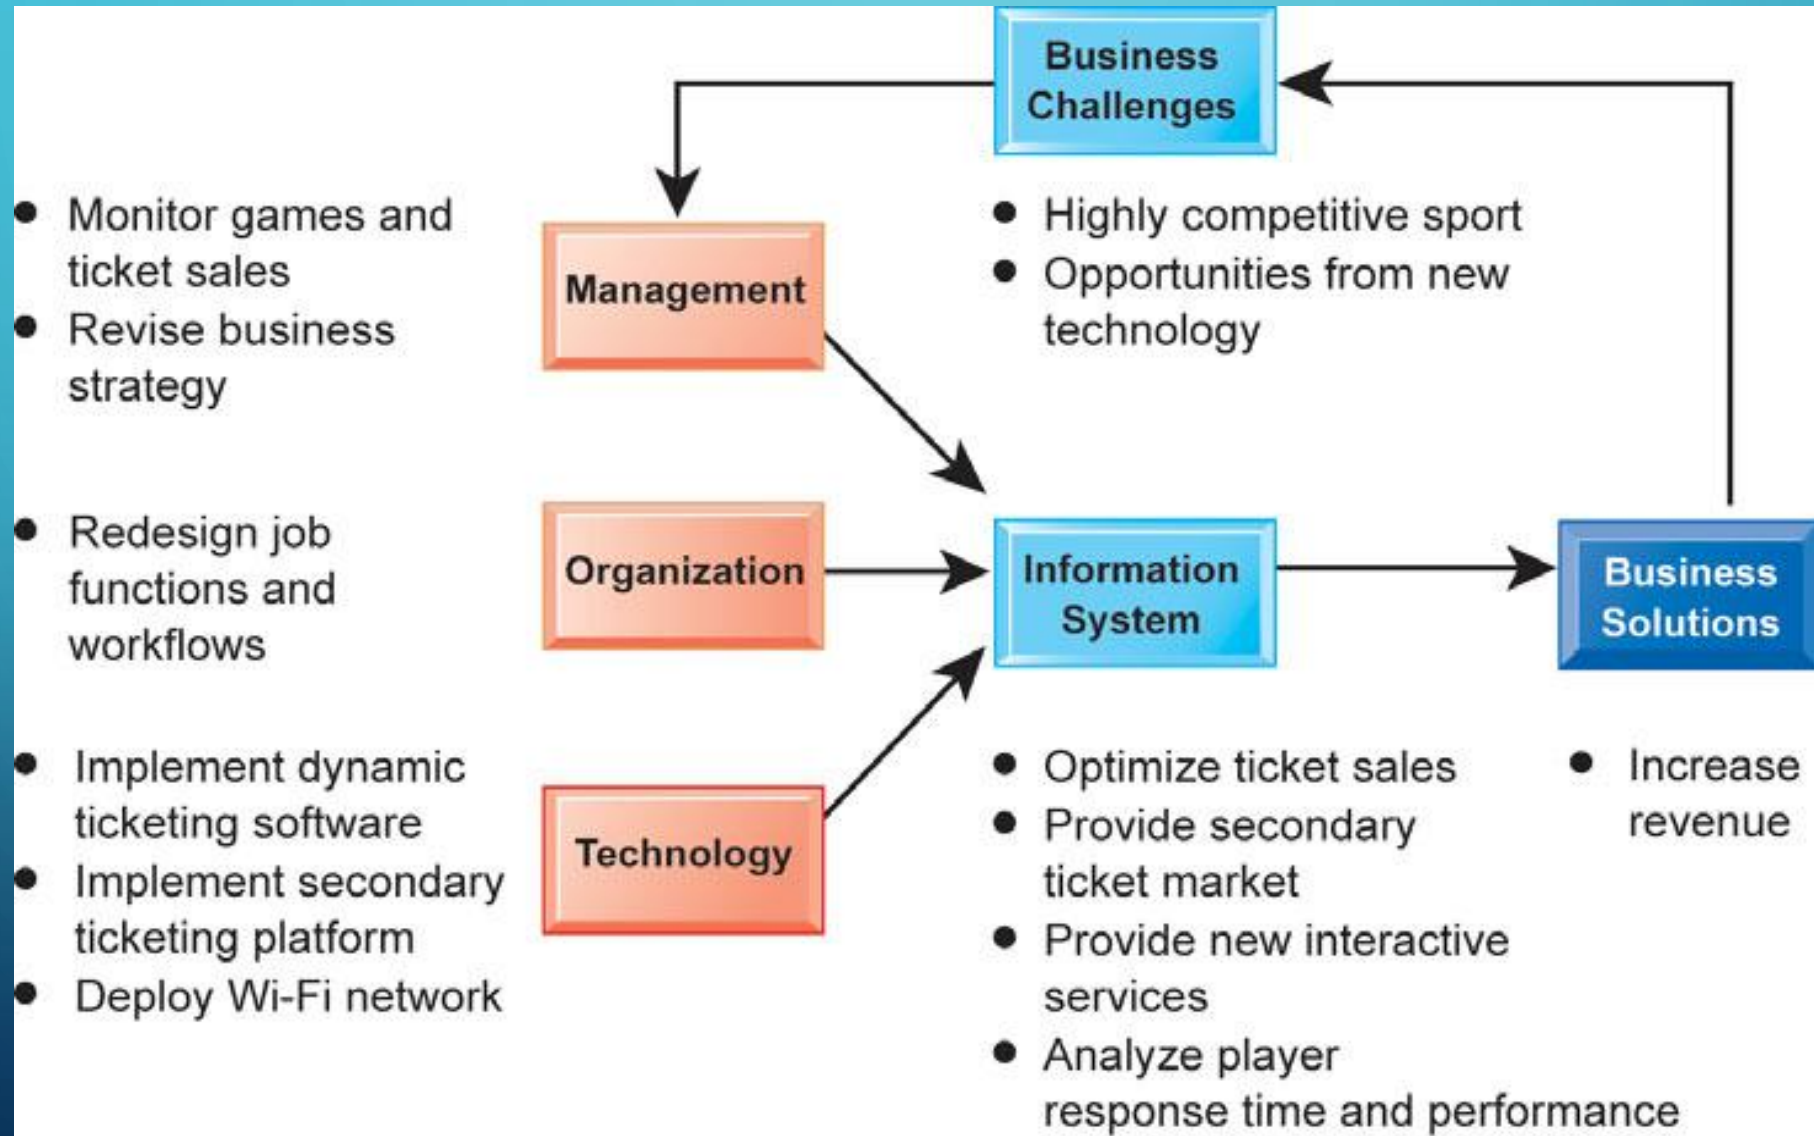 Business
Challenges
● Monitor games and
ticket sales
● Revise business
strategy
Management
● Highly competitive sport
● Opportunities from new
technology
● Redesign job
functions and
workflows
Organization
Information
System
Business
Solutions
● Implement dynamic
ticketing software
● Implement secondary
ticketing platform
● Deploy Wi-Fi network
Technology
● Optimize ticket sales
● Provide secondary
ticket market
● Provide new interactive
services
● Analyze player
response time and performance
● Increase
revenue